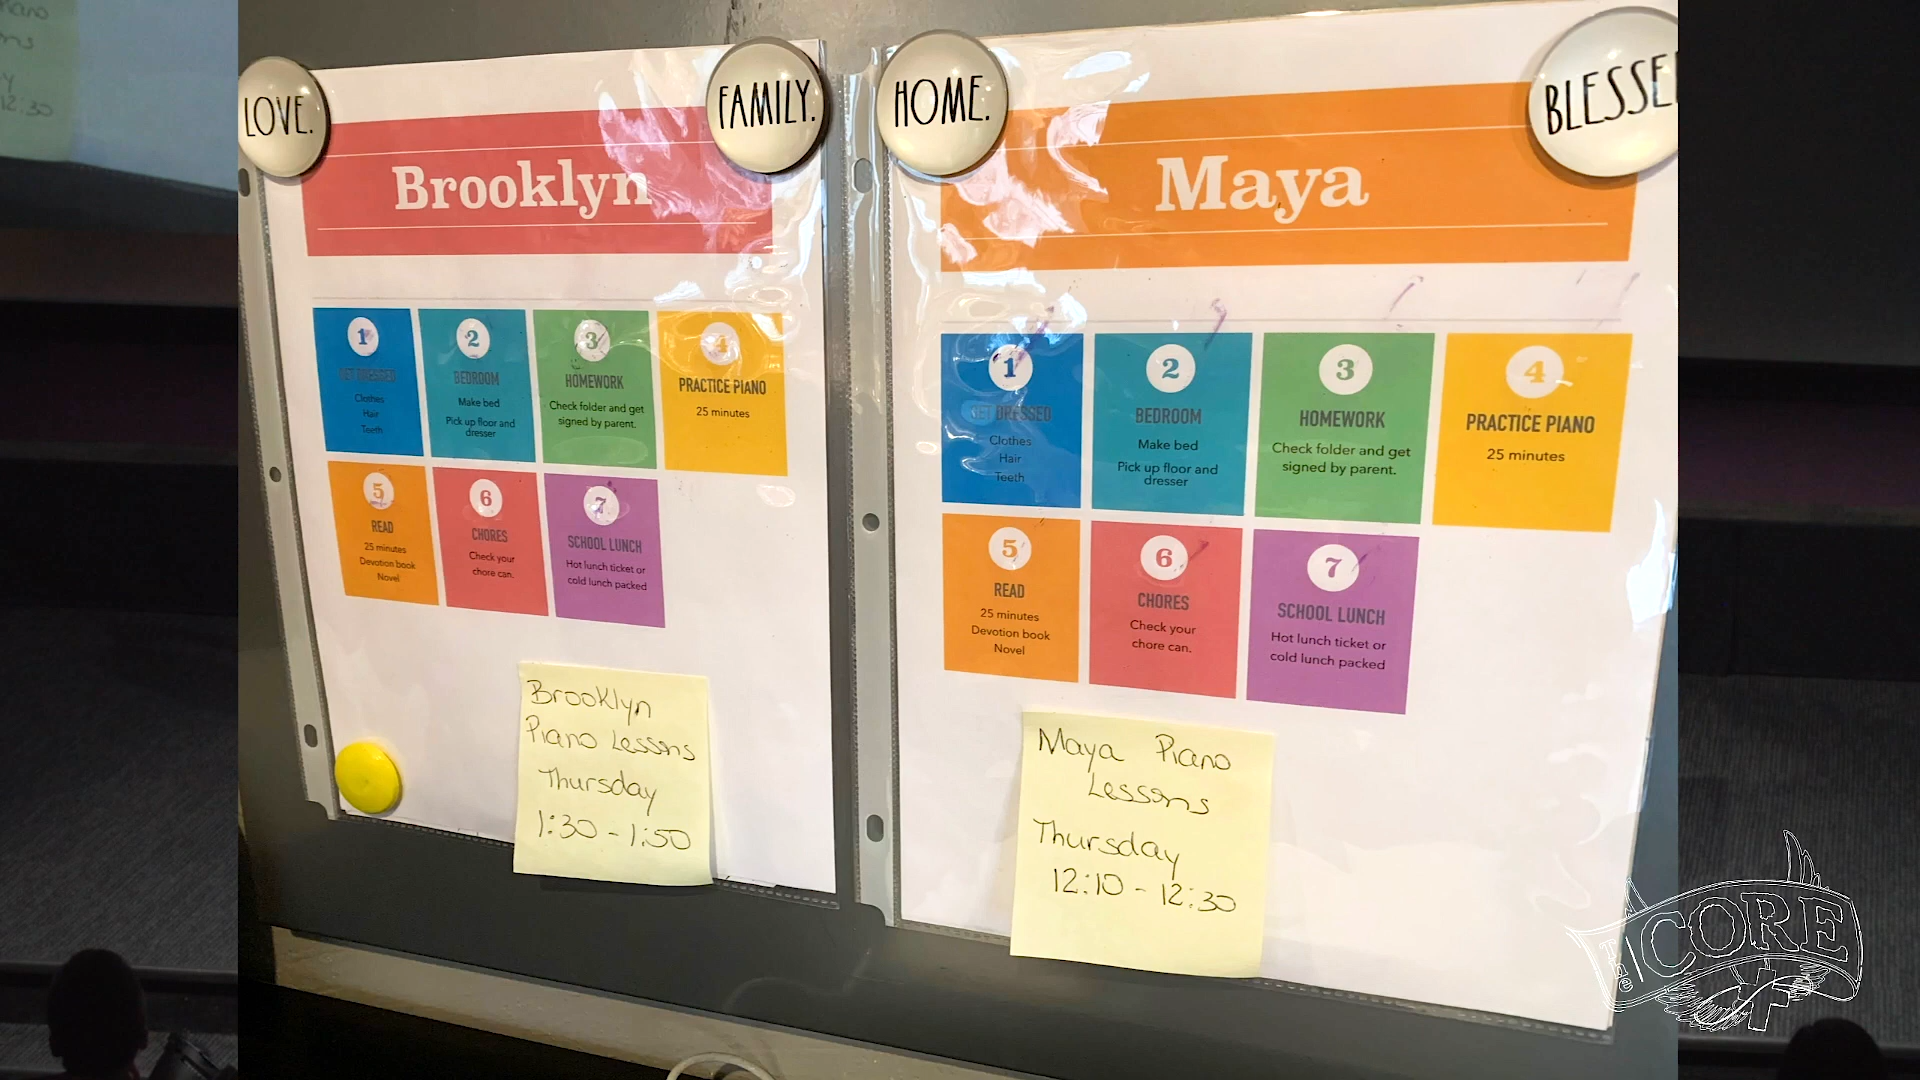 LOVE.
FAMILY.
Brooklyn
1
GET DRESSED
Clothes
Hair
Teeth
2
BEDROOM
Make bed
Pick up floor and
dresser
3
HOMEWORK
Check folder and get
signed by parent.
4
PRACTICE PIANO
25 minutes
5
READ
25 minutes
Devotion book
Novel
6
CHORES
Check your
chore can.
7
SCHOOL LUNCH
Hot lunch ticket or
cold lunch packed
Brooklyn
Piano Lessons
Thursday
1:30 - 1:50
HOME.
BLESSE
Maya
1
GET DRESSED
Clothes
Hair
Teeth
2
BEDROOM
Make bed
Pick up floor and
dresser
3
HOMEWORK
Check folder and get
signed by parent.
4
PRACTICE PIANO
25 minutes
5
READ
25 minutes
Devotion book
Novel
6
CHORES
Check your
chore can.
7
SCHOOL LUNCH
Hot lunch ticket or
cold lunch packed
Maya Piano
Lessons
Thursday
12:10 - 12:30
The CORE
12:30